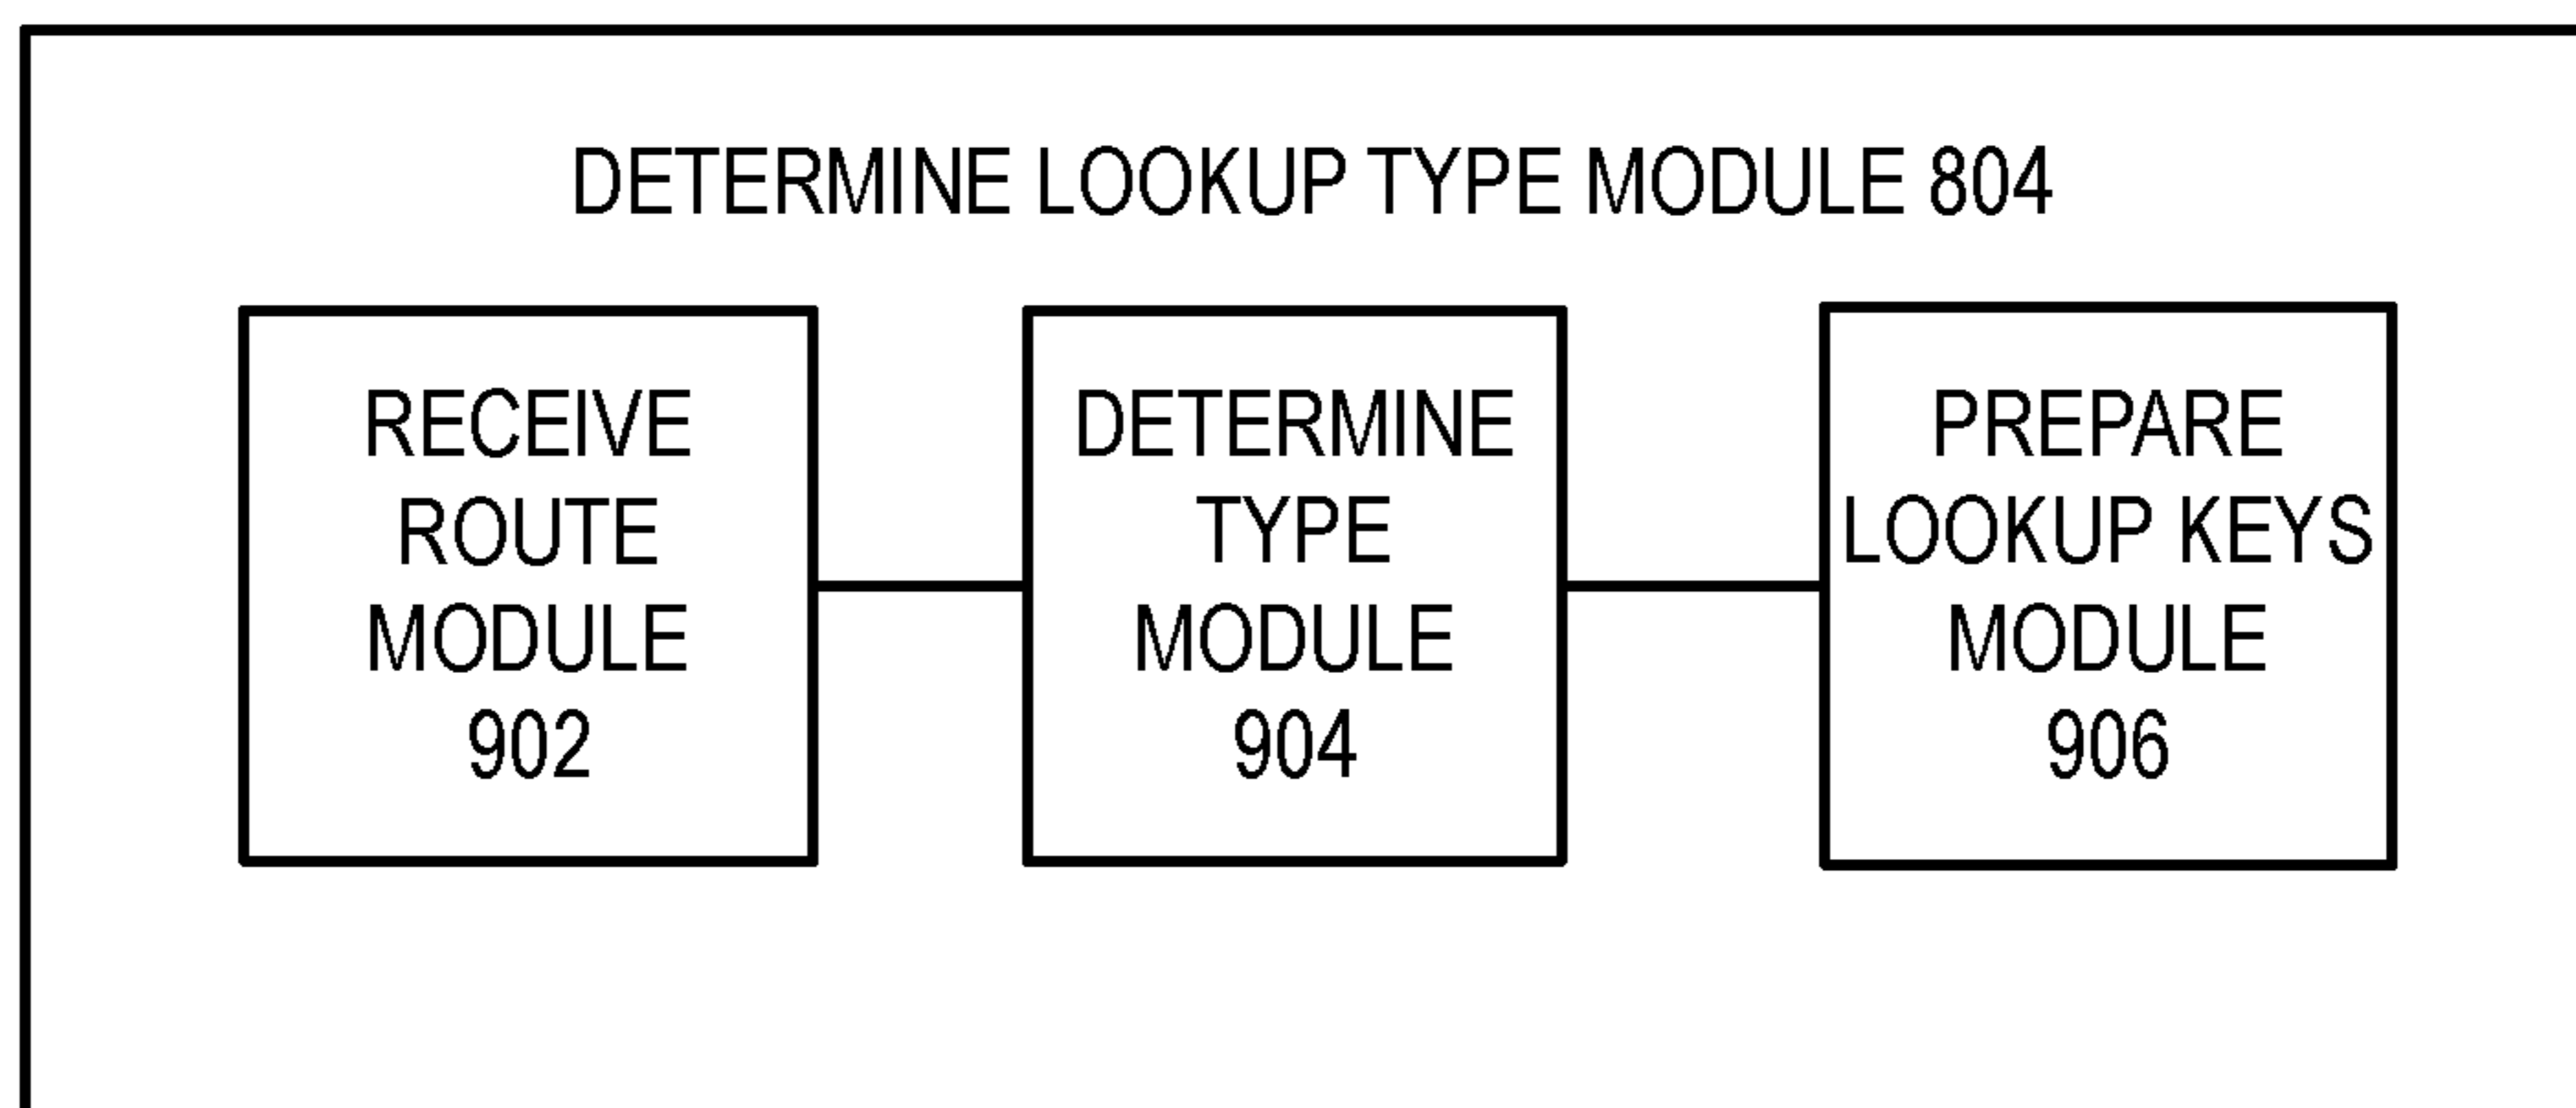 DETERMINE LOOKUP TYPE MODULE 804
RECEIVE
ROUTE
MODULE
902
DETERMINE
TYPE
MODULE
904
PREPARE
LOOKUP KEYS
MODULE
906